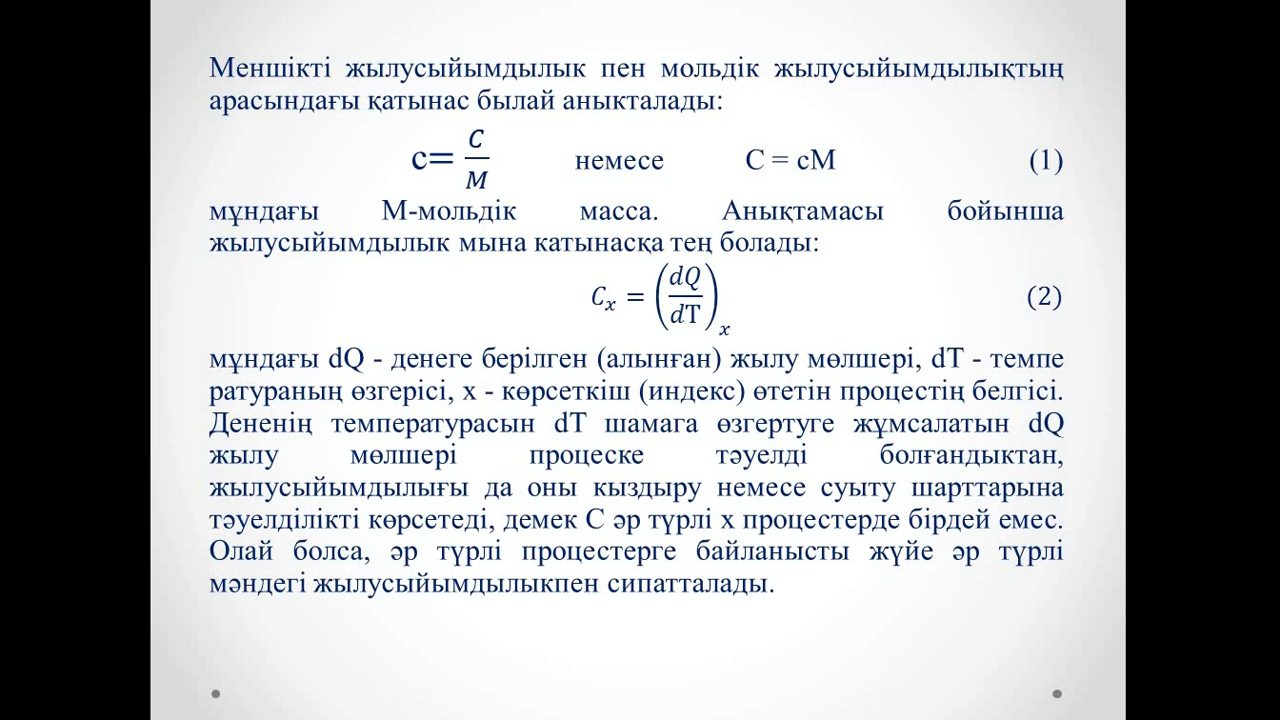 Меншікті жылусыйымдылык пен мольдік жылусыйымдылықтың
арасындағы қатынас былай аныкталады:
c= C/M немесе C = cM (1)
мұндағы М-мольдік масса. Анықтамасы бойынша
жылусыйымдылык мына катынасқа тең болады:
Cₓ = (dQ/dT)ₓ (2)
мұндағы dQ - денеге берілген (алынған) жылу мөлшері, dT - темпе
ратураның өзгерісі, х - көрсеткіш (индекс) өтетін процестің белгісі.
Дененің температурасын dT шамага өзгертуге жұмсалатын dQ
жылу мөлшері процеске тәуелді болғандыктан,
жылусыйымдылығы да оны кыздыру немесе суыту шарттарына
тәуелділікті көрсетеді, демек С әр түрлі х процестерде бірдей емес.
Олай болса, әр түрлі процестерге байланысты жүйе әр түрлі
мәндегі жылусыйымдылыкпен сипатталады.